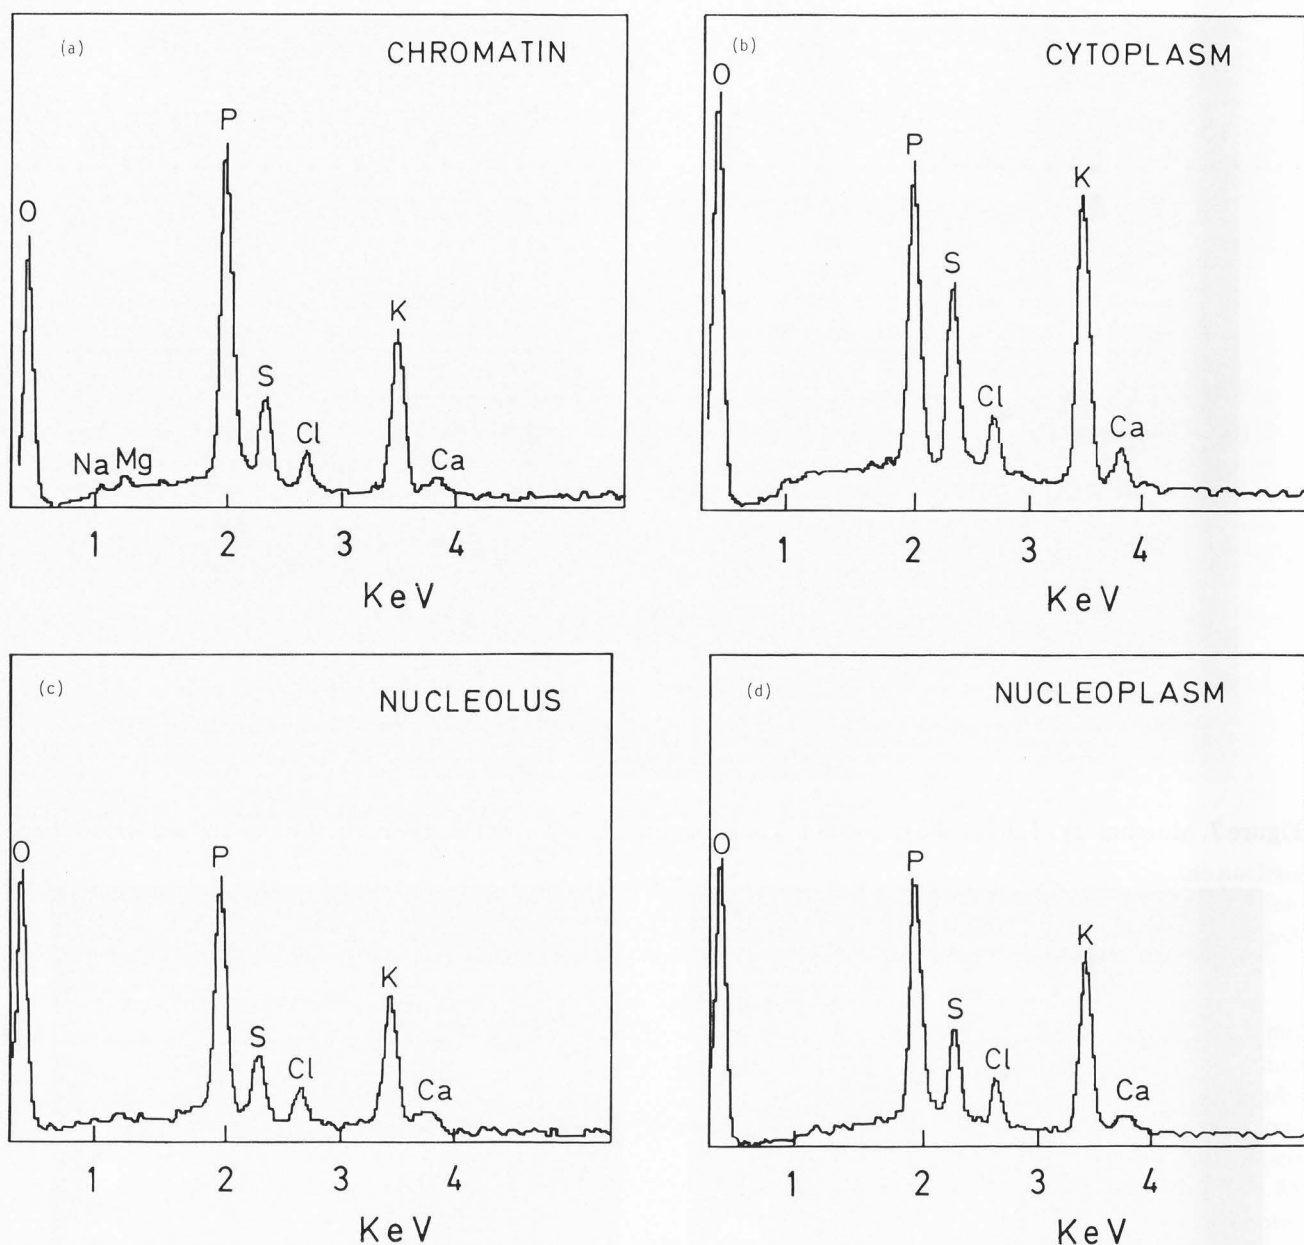 (a)
CHROMATIN
O
Na
Mg
P
S
Cl
K
Ca
1 2 3 4
KeV
(b)
CYTOPLASM
O
P
S
Cl
K
Ca
1 2 3 4
KeV
(c)
NUCLEOLUS
O
P
S
Cl
K
Ca
1 2 3 4
KeV
(d)
NUCLEOPLASM
O
P
S
Cl
K
Ca
1 2 3 4
KeV